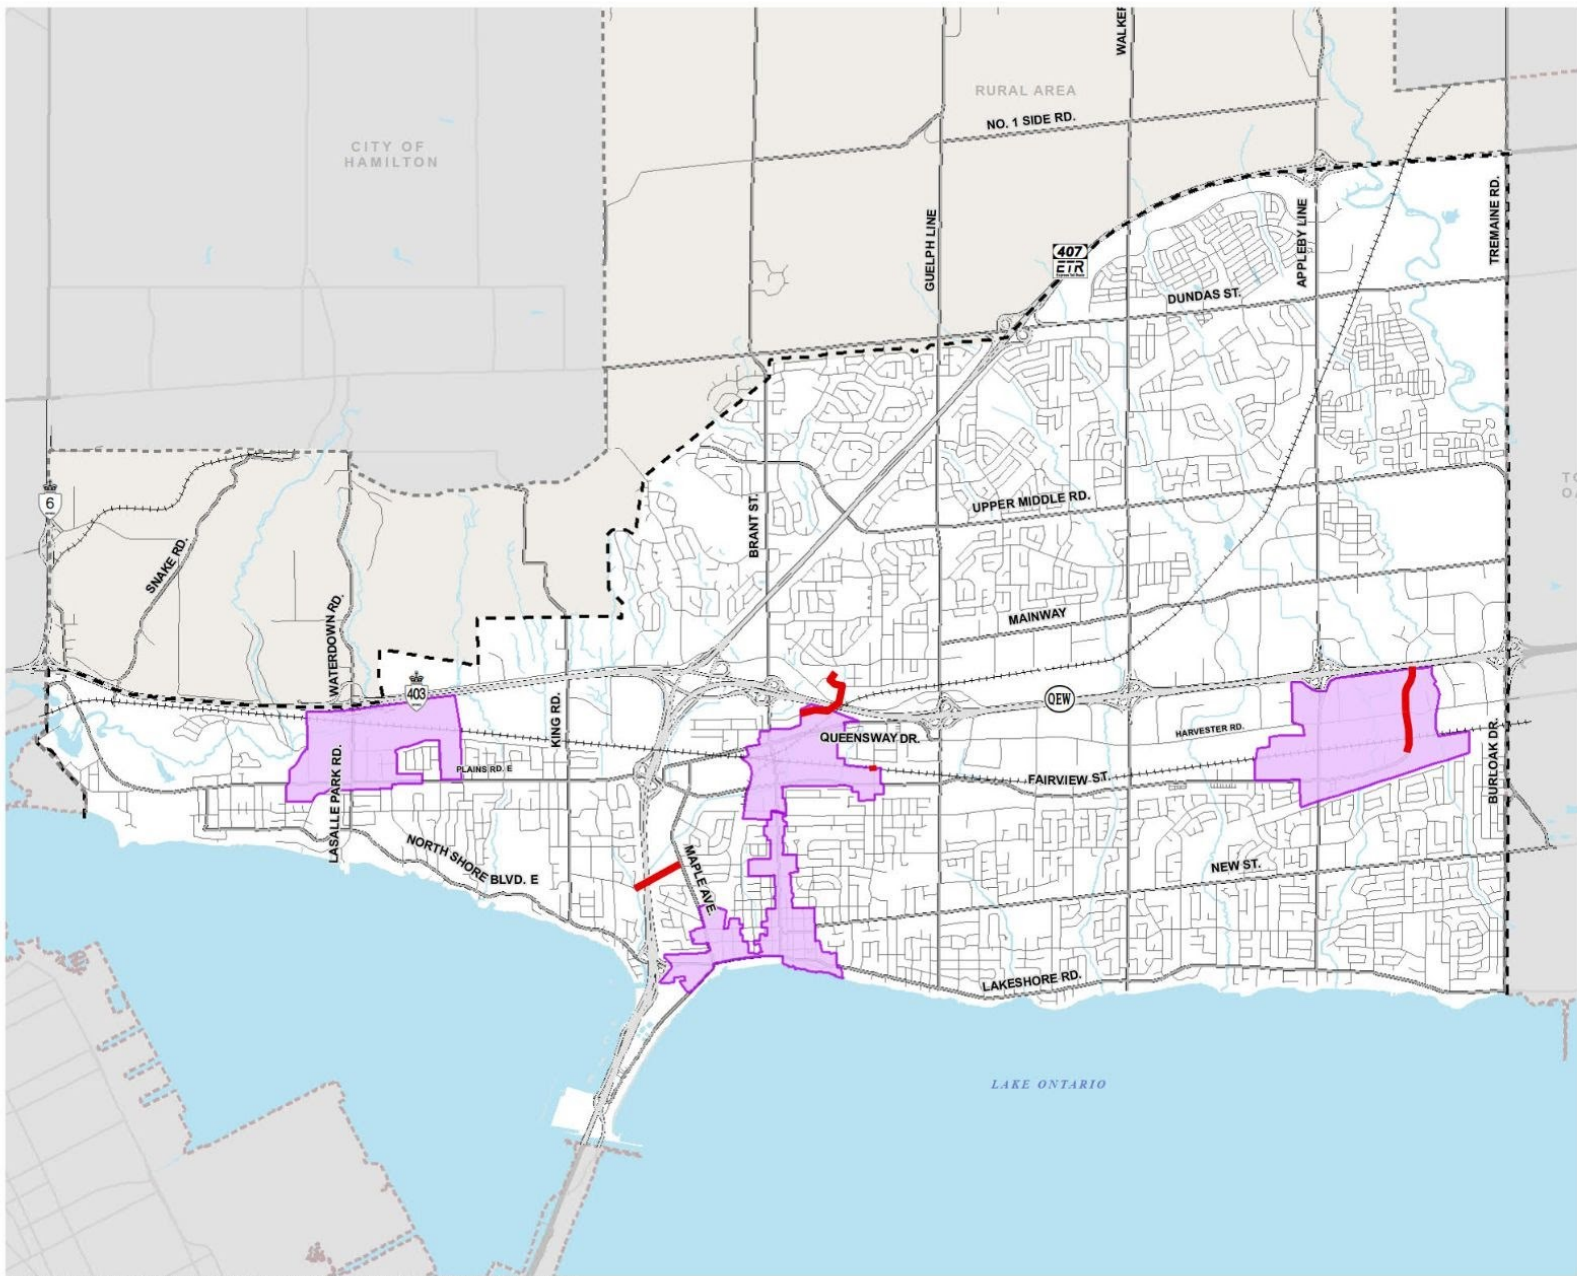 WALKER
RURAL AREA
NO. 1 SIDE RD.
CITY OF
HAMILTON
TREMAINE RD.
APPLEBY LINE
GUELPH LINE
407
ETR
DUNDAS ST.
6
UPPER MIDDLE RD.
BRANT ST.
TO
OA
SNAKE RD.
WATERDOWN RD.
MAINWAY
403
KING RD.
QEW
HARVESTER RD.
QUEENSWAY DR.
BURLOAK DR.
LASALLE PARK RD.
PLAINS RD. E
FAIRVIEW ST.
NORTH SHORE BLVD. E
MAPLE AVE.
NEW ST.
LAKESHORE RD.
LAKE ONTARIO